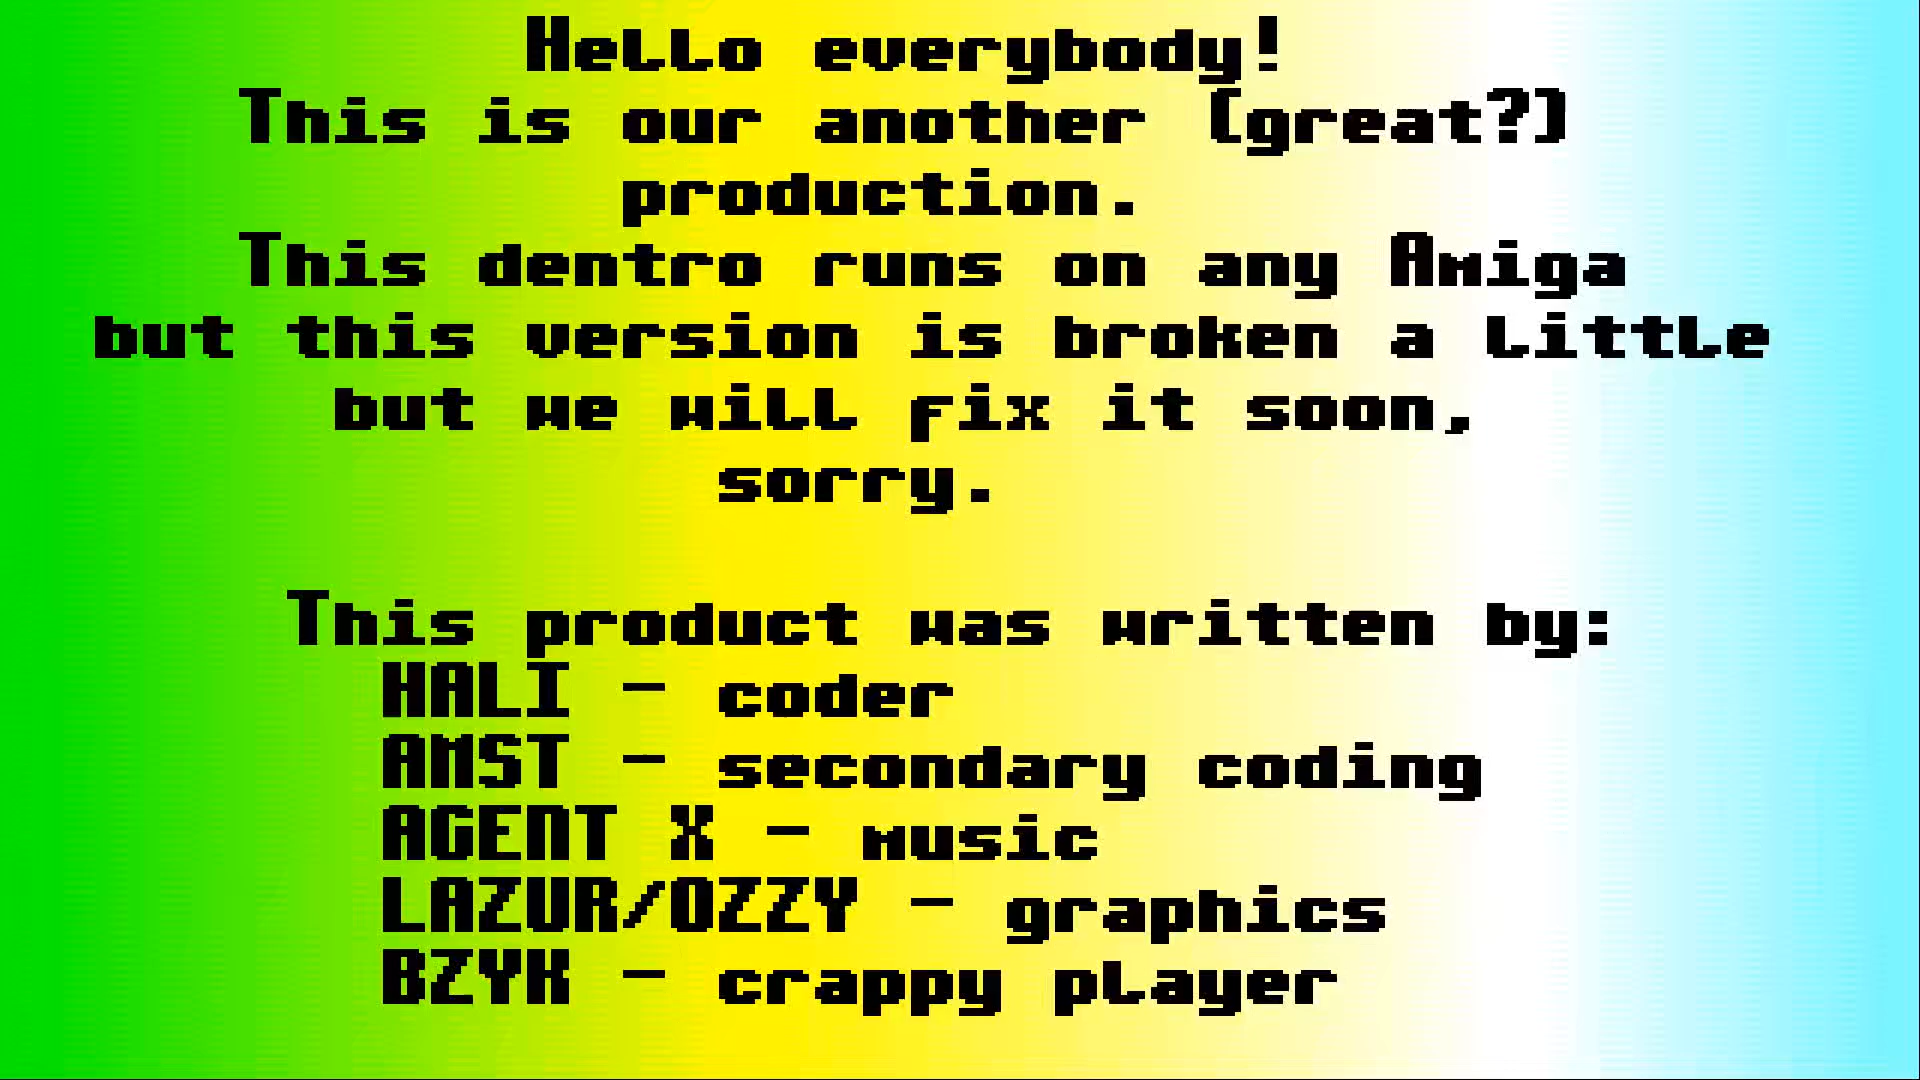 Hello everybody!
This is our another (great?)
production.
This dentro runs on any Amiga
but this version is broken a little
but we will fix it soon,
sorry.
This product was written by:
HALI - coder
AMST - secondary coding
AGENT X - music
LAZUR/OZZY - graphics
BZYK - crappy player